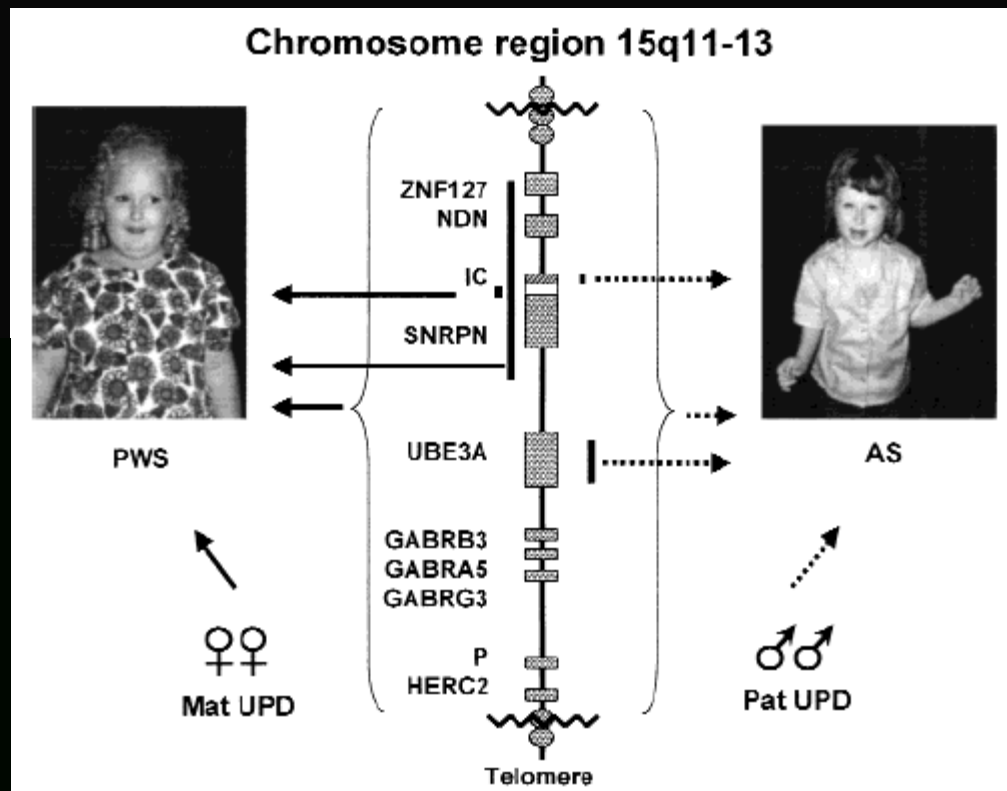 Chromosome region 15q11-13
ZNF127
NDN
IC
SNRPN
UBE3A
GABRB3
GABRA5
GABRG3
P
HERC2
Telomere
PWS
♀♀
Mat UPD
AS
♂♂
Pat UPD